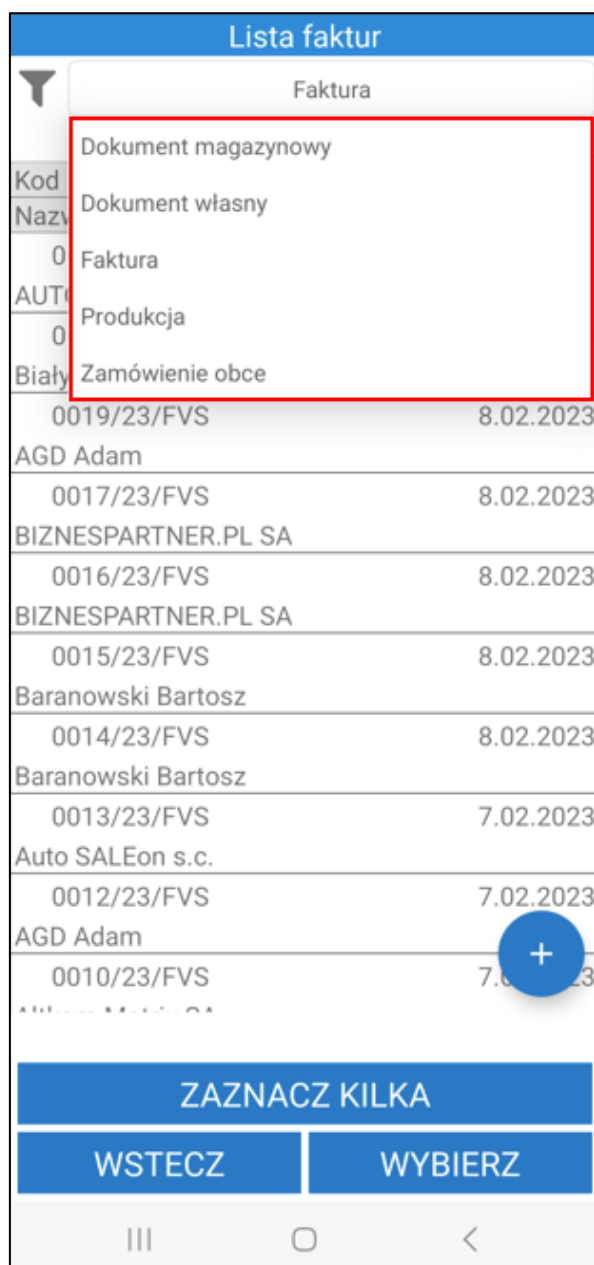 Lista faktur
Faktura
Dokument magazynowy
Kod
Dokument własny
Faktura
Produkcja
Zamówienie obce
0019/23/FVS 8.02.2023
AGD Adam
0017/23/FVS 8.02.2023
BIZNESPARTNER.PL SA
0016/23/FVS 8.02.2023
BIZNESPARTNER.PL SA
0015/23/FVS 8.02.2023
Baranowski Bartosz
0014/23/FVS 8.02.2023
Baranowski Bartosz
0013/23/FVS 7.02.2023
Auto SALEon s.c.
0012/23/FVS 7.02.2023
AGD Adam
+
0010/23/FVS
ZAZNACZ KILKA
WSTECZ WYBIERZ